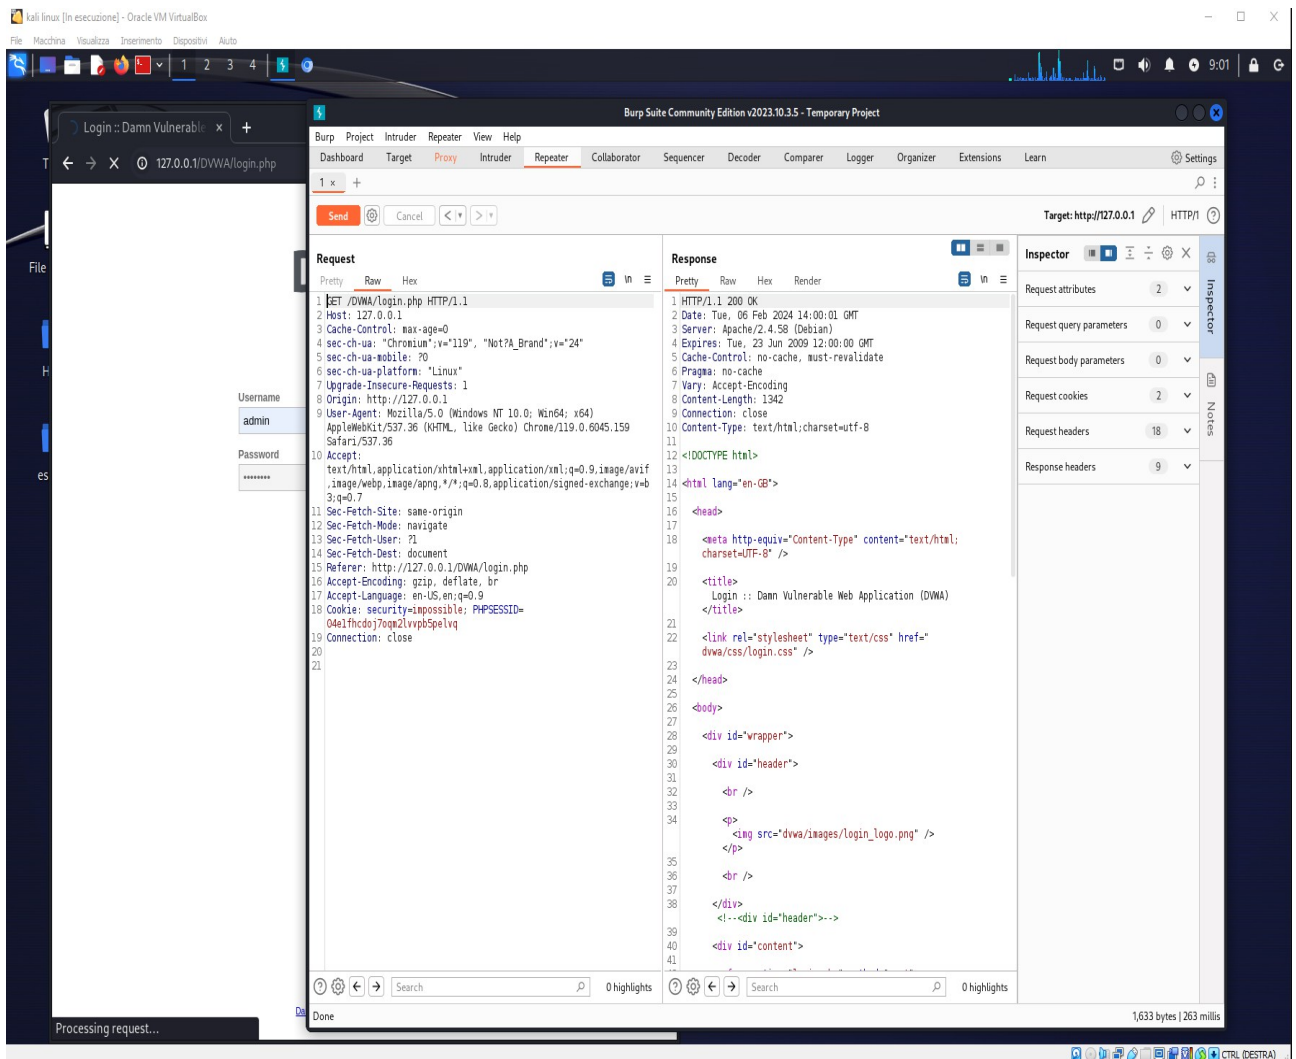 kali linux [In esecuzione] - Oracle VM VirtualBox
File Macchina Visualizza Inserimento Dispositivi Aiuto
1 2 3 4
9:01
Login :: Damn Vulnerable
127.0.0.1/DVWA/login.php
File
H
es
Username
admin
Password
••••••••
Da
Processing request...
Burp Suite Community Edition v2023.10.3.5 - Temporary Project
Burp Project Intruder Repeater View Help
Dashboard Target Proxy Intruder Repeater Collaborator Sequencer Decoder Comparer Logger Organizer Extensions Learn Settings
1 × +
Send Cancel < > Target: http://127.0.0.1 HTTP/1
Request
Pretty Raw Hex \n
1 GET /DVWA/login.php HTTP/1.1
2 Host: 127.0.0.1
3 Cache-Control: max-age=0
4 sec-ch-ua: "Chromium";v="119", "Not?A_Brand";v="24"
5 sec-ch-ua-mobile: ?0
6 sec-ch-ua-platform: "Linux"
7 Upgrade-Insecure-Requests: 1
8 Origin: http://127.0.0.1
9 User-Agent: Mozilla/5.0 (Windows NT 10.0; Win64; x64)
AppleWebKit/537.36 (KHTML, like Gecko) Chrome/119.0.6045.159
Safari/537.36
10 Accept:
text/html,application/xhtml+xml,application/xml;q=0.9,image/avif
,image/webp,image/apng,*/*;q=0.8,application/signed-exchange;v=b
3;q=0.7
11 Sec-Fetch-Site: same-origin
12 Sec-Fetch-Mode: navigate
13 Sec-Fetch-User: ?1
14 Sec-Fetch-Dest: document
15 Referer: http://127.0.0.1/DVWA/login.php
16 Accept-Encoding: gzip, deflate, br
17 Accept-Language: en-US,en;q=0.9
18 Cookie: security=impossible; PHPSESSID=
04e1fhcdoj7oqm2lvvpb5pelvq
19 Connection: close
20
21
Search 0 highlights
Response
Pretty Raw Hex Render \n
1 HTTP/1.1 200 OK
2 Date: Tue, 06 Feb 2024 14:00:01 GMT
3 Server: Apache/2.4.58 (Debian)
4 Expires: Tue, 23 Jun 2009 12:00:00 GMT
5 Cache-Control: no-cache, must-revalidate
6 Pragma: no-cache
7 Vary: Accept-Encoding
8 Content-Length: 1342
9 Connection: close
10 Content-Type: text/html;charset=utf-8
11
12 <!DOCTYPE html>
13
14 <html lang="en-GB">
15
16 <head>
17
18 <meta http-equiv="Content-Type" content="text/html;
charset=UTF-8" />
19
20 <title>
Login :: Damn Vulnerable Web Application (DVWA)
</title>
21
22 <link rel="stylesheet" type="text/css" href="
dvwa/css/login.css" />
23
24 </head>
25
26 <body>
27
28 <div id="wrapper">
29
30 <div id="header">
31
32 <br />
33
34 <p>
<img src="dvwa/images/login_logo.png" />
</p>
35
36 <br />
37
38 </div>
<!--<div id="header">-->
39
40 <div id="content">
41
Search 0 highlights
Inspector
Request attributes 2
Request query parameters 0
Request body parameters 0
Request cookies 2
Request headers 18
Response headers 9
Inspector
Notes
Done
1,633 bytes | 263 millis
CTRL (DESTRA)